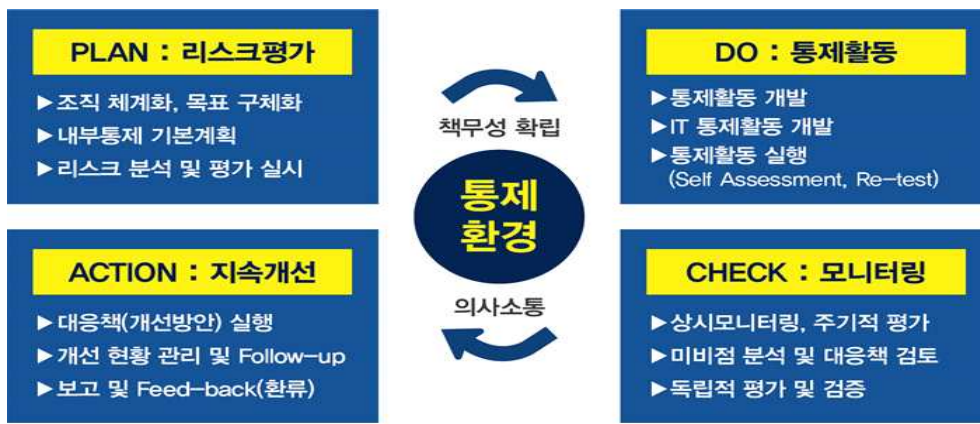 PLAN : 리스크평가
▶조직 체계화, 목표 구체화
▶내부통제 기본계획
▶리스크 분석 및 평가 실시
책무성 확립
DO : 통제활동
▶통제활동 개발
▶IT 통제활동 개발
▶통제활동 실행
(Self Assessment, Re-test)
통제
환경
ACTION : 지속개선
▶대응책(개선방안) 실행
▶개선 현황 관리 및 Follow-up
▶보고 및 Feed-back(환류)
의사소통
CHECK : 모니터링
▶상시모니터링, 주기적 평가
▶미비점 분석 및 대응책 검토
▶독립적 평가 및 검증